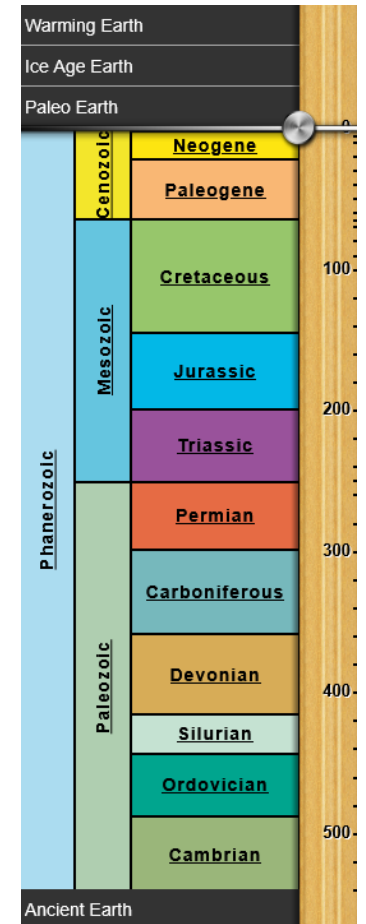 Warming Earth
Ice Age Earth
Paleo Earth
0
Phanerozoic
Cenozoic
Neogene
Paleogene
Mesozoic
Cretaceous
100
Jurassic
200
Triassic
Paleozoic
Permian
300
Carboniferous
Devonian
400
Silurian
Ordovician
500
Cambrian
Ancient Earth